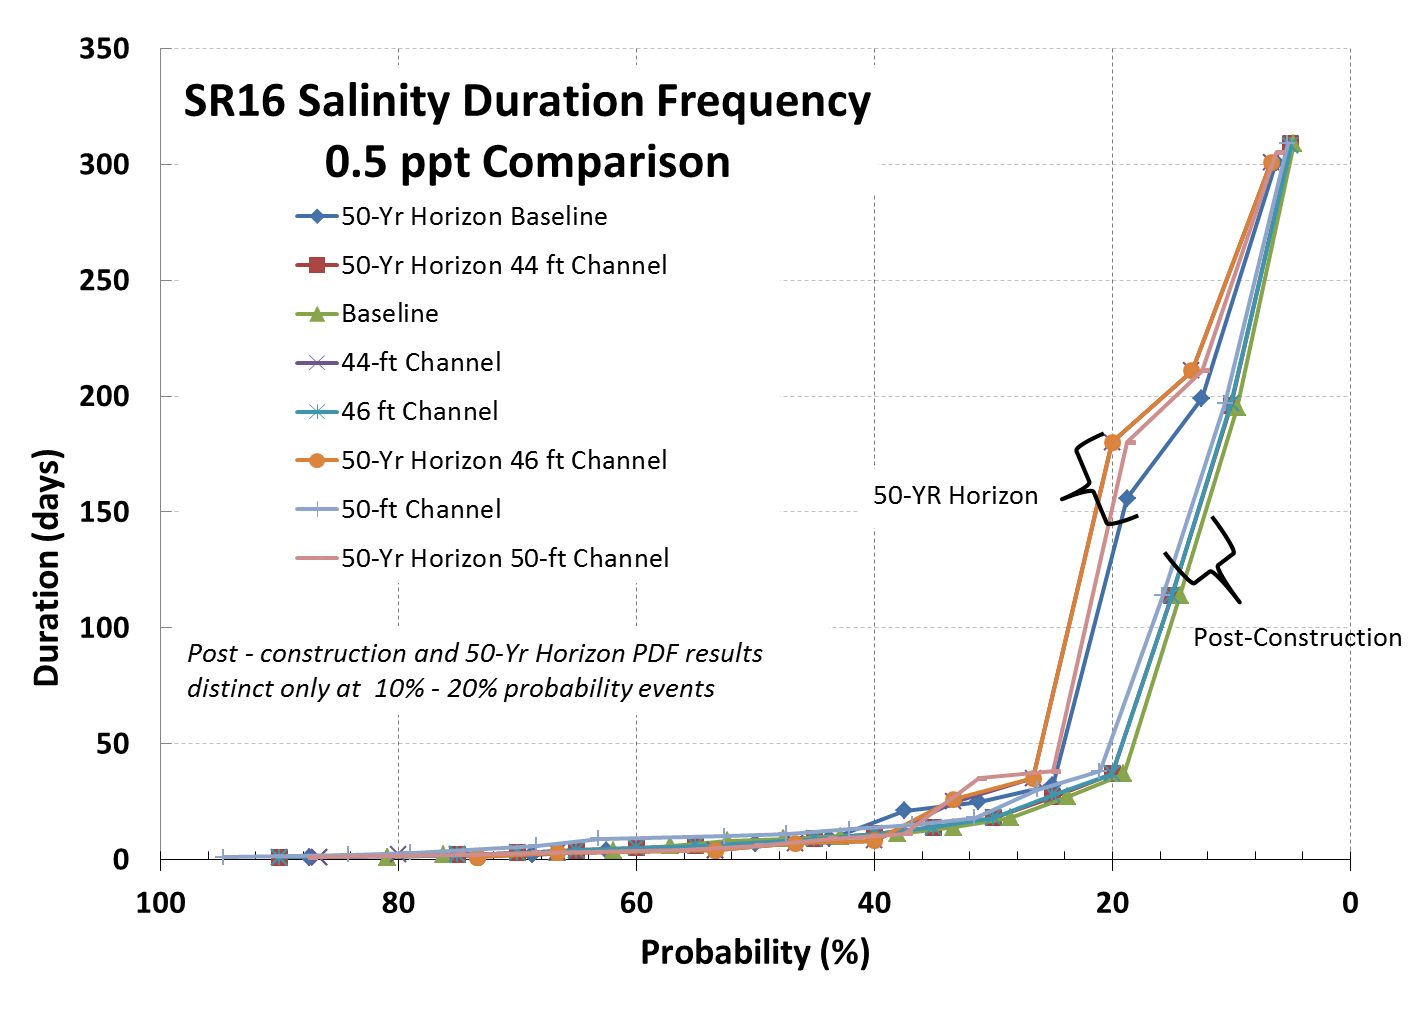 SR16 Salinity Duration Frequency
0.5 ppt Comparison
50-Yr Horizon Baseline
50-Yr Horizon 44 ft Channel
Baseline
44-ft Channel
46 ft Channel
50-Yr Horizon 46 ft Channel
50-ft Channel
50-Yr Horizon 50-ft Channel
Post - construction and 50-Yr Horizon PDF results
distinct only at 10% - 20% probability events
50-YR Horizon
Post-Construction
Duration (days)
350
300
250
200
150
100
50
0
100 80 60 40 20 0
Probability (%)